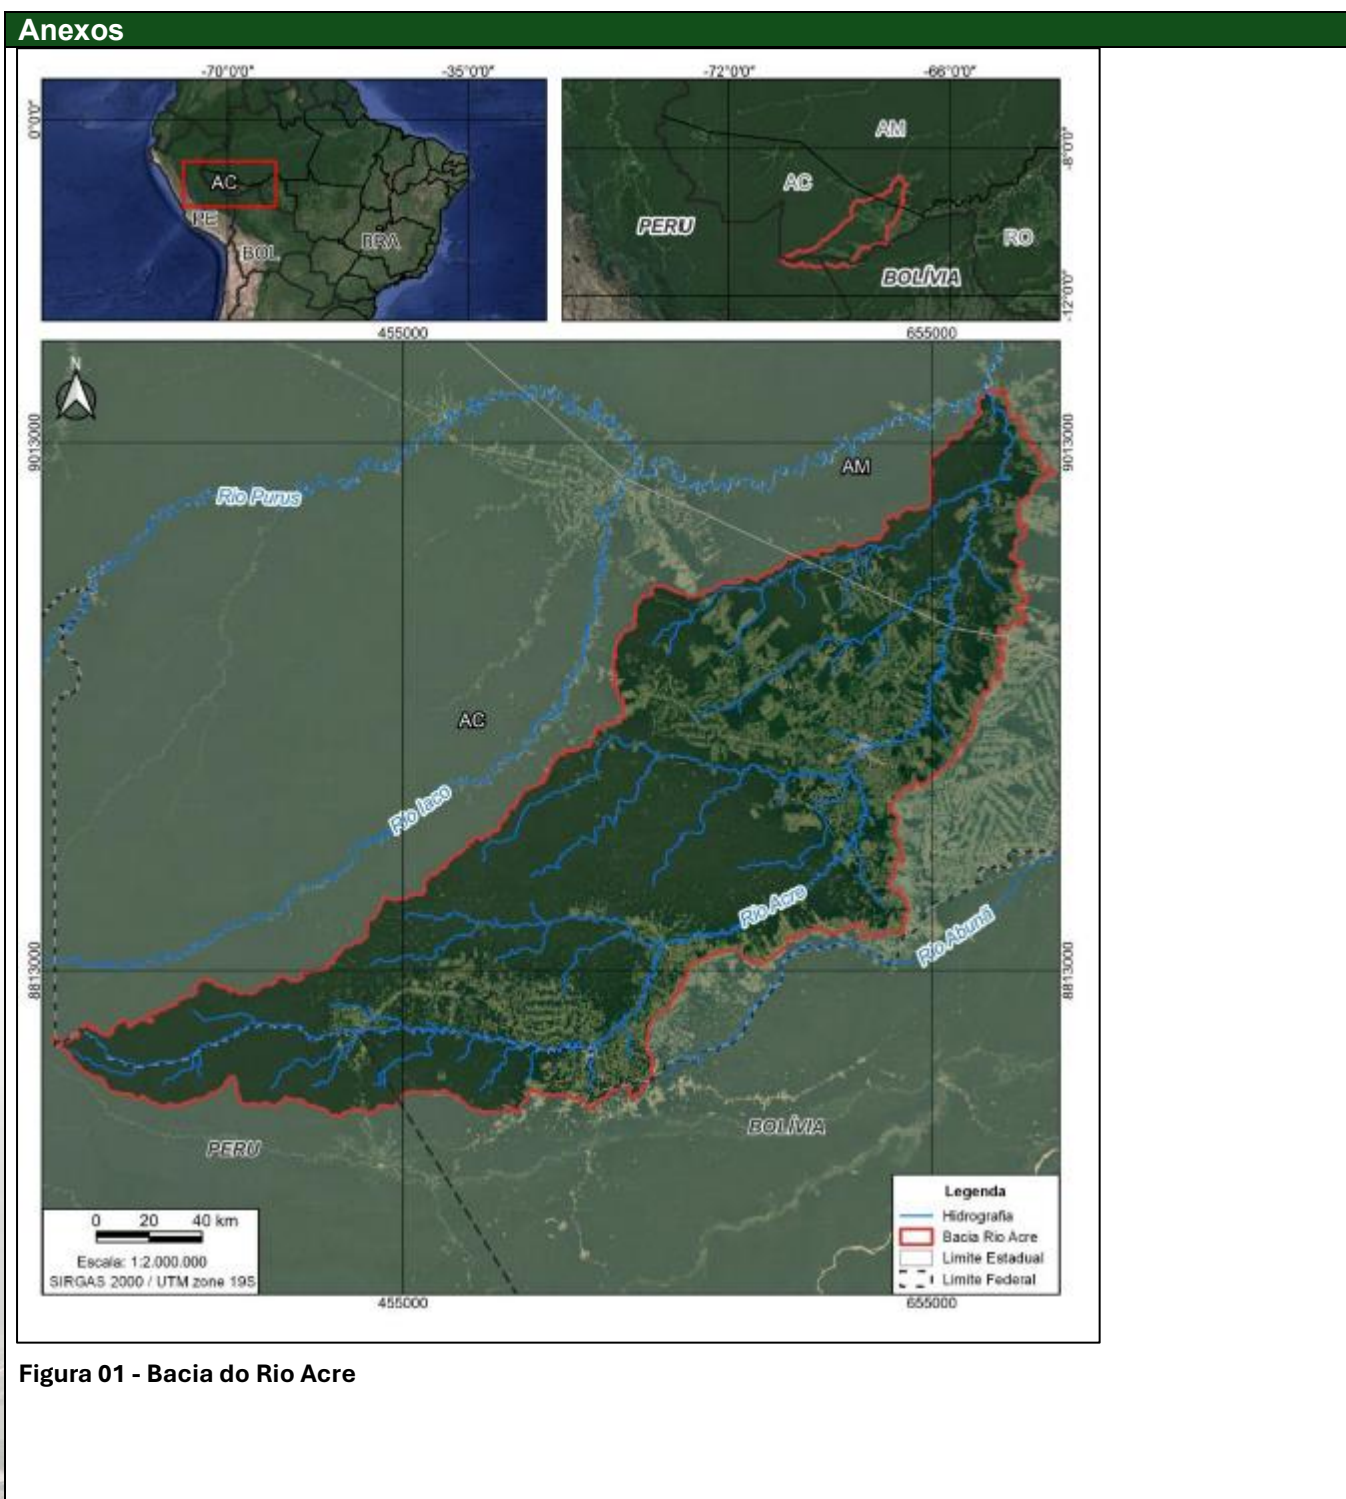 Anexos
-70°0'0" -35°0'0"
0°0'0"
AC
PE
BOL
BRA
-72°0'0" -66°0'0"
AM
-8°0'0"
AC
PERU
RO
BOLÍVIA
-12°0'0"
455000 655000
N
9013000 9013000
AM
Rio Purus
AC
Rio Iaco
Rio Acre
Rio Abunã
8813000 8813000
PERU
BOLÍVIA
Legenda
Hidrografia
Bacia Rio Acre
Limite Estadual
Limite Federal
0 20 40 km
Escala: 1:2.000.000
SIRGAS 2000 / UTM zone 19S
455000 655000
Figura 01 - Bacia do Rio Acre